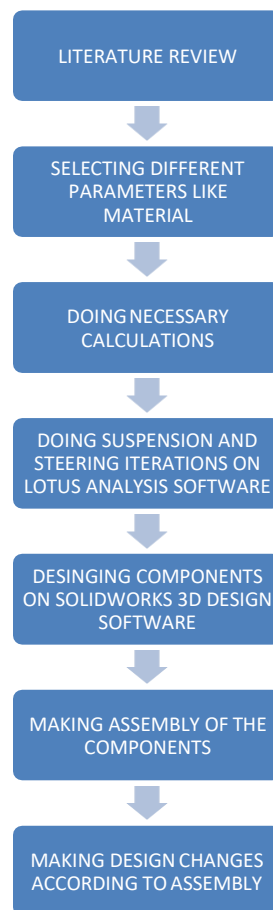 LITERATURE REVIEW
SELECTING DIFFERENT
PARAMETERS LIKE
MATERIAL
DOING NECESSARY
CALCULATIONS
DOING SUSPENSION AND
STEERING ITERATIONS ON
LOTUS ANALYSIS SOFTWARE
DESINGING COMPONENTS
ON SOLIDWORKS 3D DESIGN
SOFTWARE
MAKING ASSEMBLY OF THE
COMPONENTS
MAKING DESIGN CHANGES
ACCORDING TO ASSEMBLY